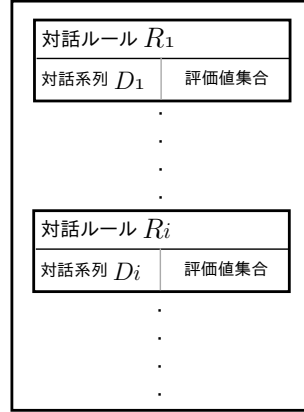 対話ルール R1
対話系列 D1 評価値集合
.
.
.
.
対話ルール Ri
対話系列 Di 評価値集合
.
.
.
.